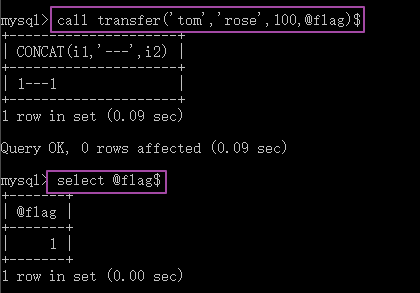 mysql> call transfer('tom','rose',100,@flag)$
+--------------------+
| CONCAT(i1,'---',i2) |
+--------------------+
| 1---1 |
+--------------------+
1 row in set (0.09 sec)
Query OK, 0 rows affected (0.09 sec)
mysql> select @flag$
+-------+
| @flag |
+-------+
| 1 |
+-------+
1 row in set (0.00 sec)